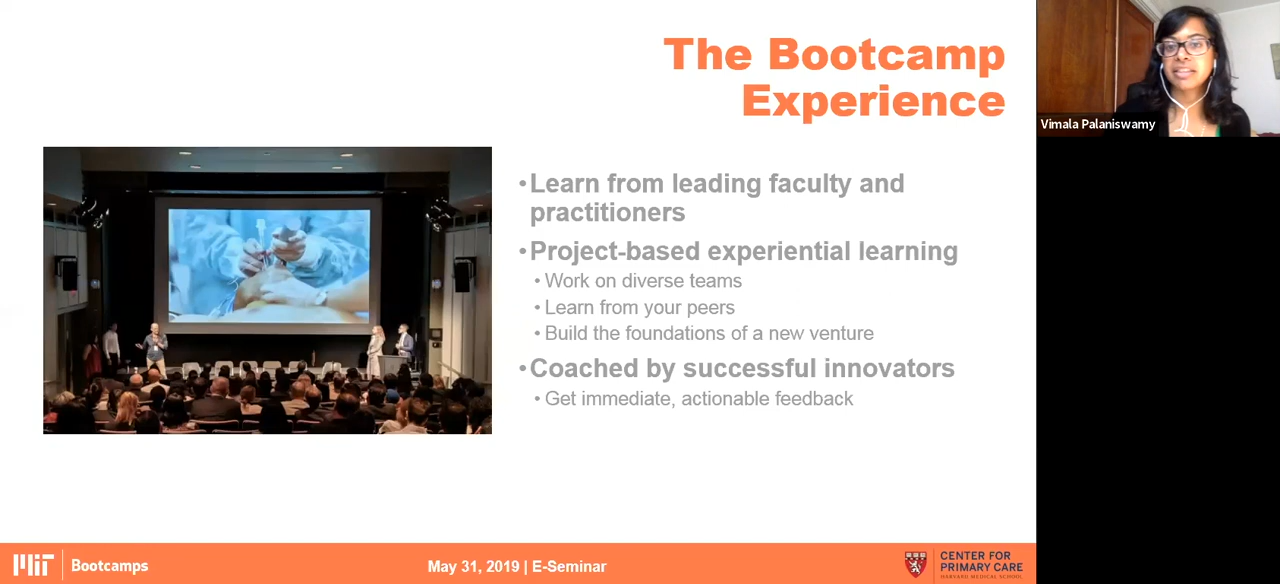 The Bootcamp
Experience
Vimala Palaniswamy
•Learn from leading faculty and
practitioners
•Project-based experiential learning
•Work on diverse teams
•Learn from your peers
•Build the foundations of a new venture
•Coached by successful innovators
•Get immediate, actionable feedback
MIT | Bootcamps
May 31, 2019 | E-Seminar
CENTER FOR
PRIMARY CARE
HARVARD MEDICAL SCHOOL